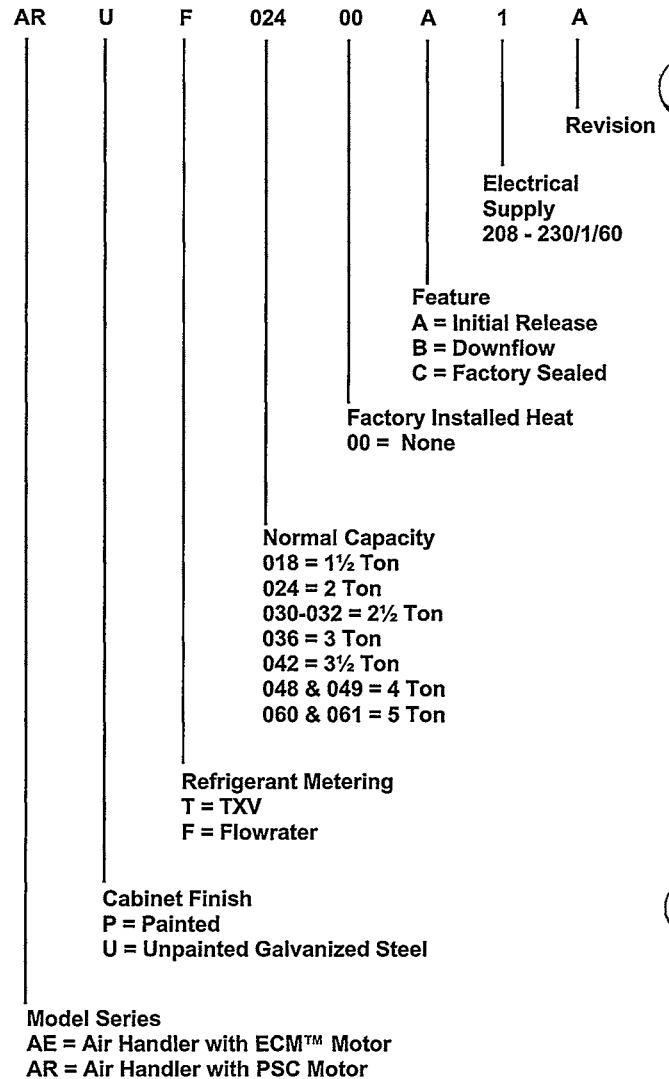 AR U F 024 00 A 1 A
Revision
Electrical
Supply
208 - 230/1/60
Feature
A = Initial Release
B = Downflow
C = Factory Sealed
Factory Installed Heat
00 = None
Normal Capacity
018 = 1½ Ton
024 = 2 Ton
030-032 = 2½ Ton
036 = 3 Ton
042 = 3½ Ton
048 & 049 = 4 Ton
060 & 061 = 5 Ton
Refrigerant Metering
T = TXV
F = Flowrater
Cabinet Finish
P = Painted
U = Unpainted Galvanized Steel
Model Series
AE = Air Handler with ECM™ Motor
AR = Air Handler with PSC Motor